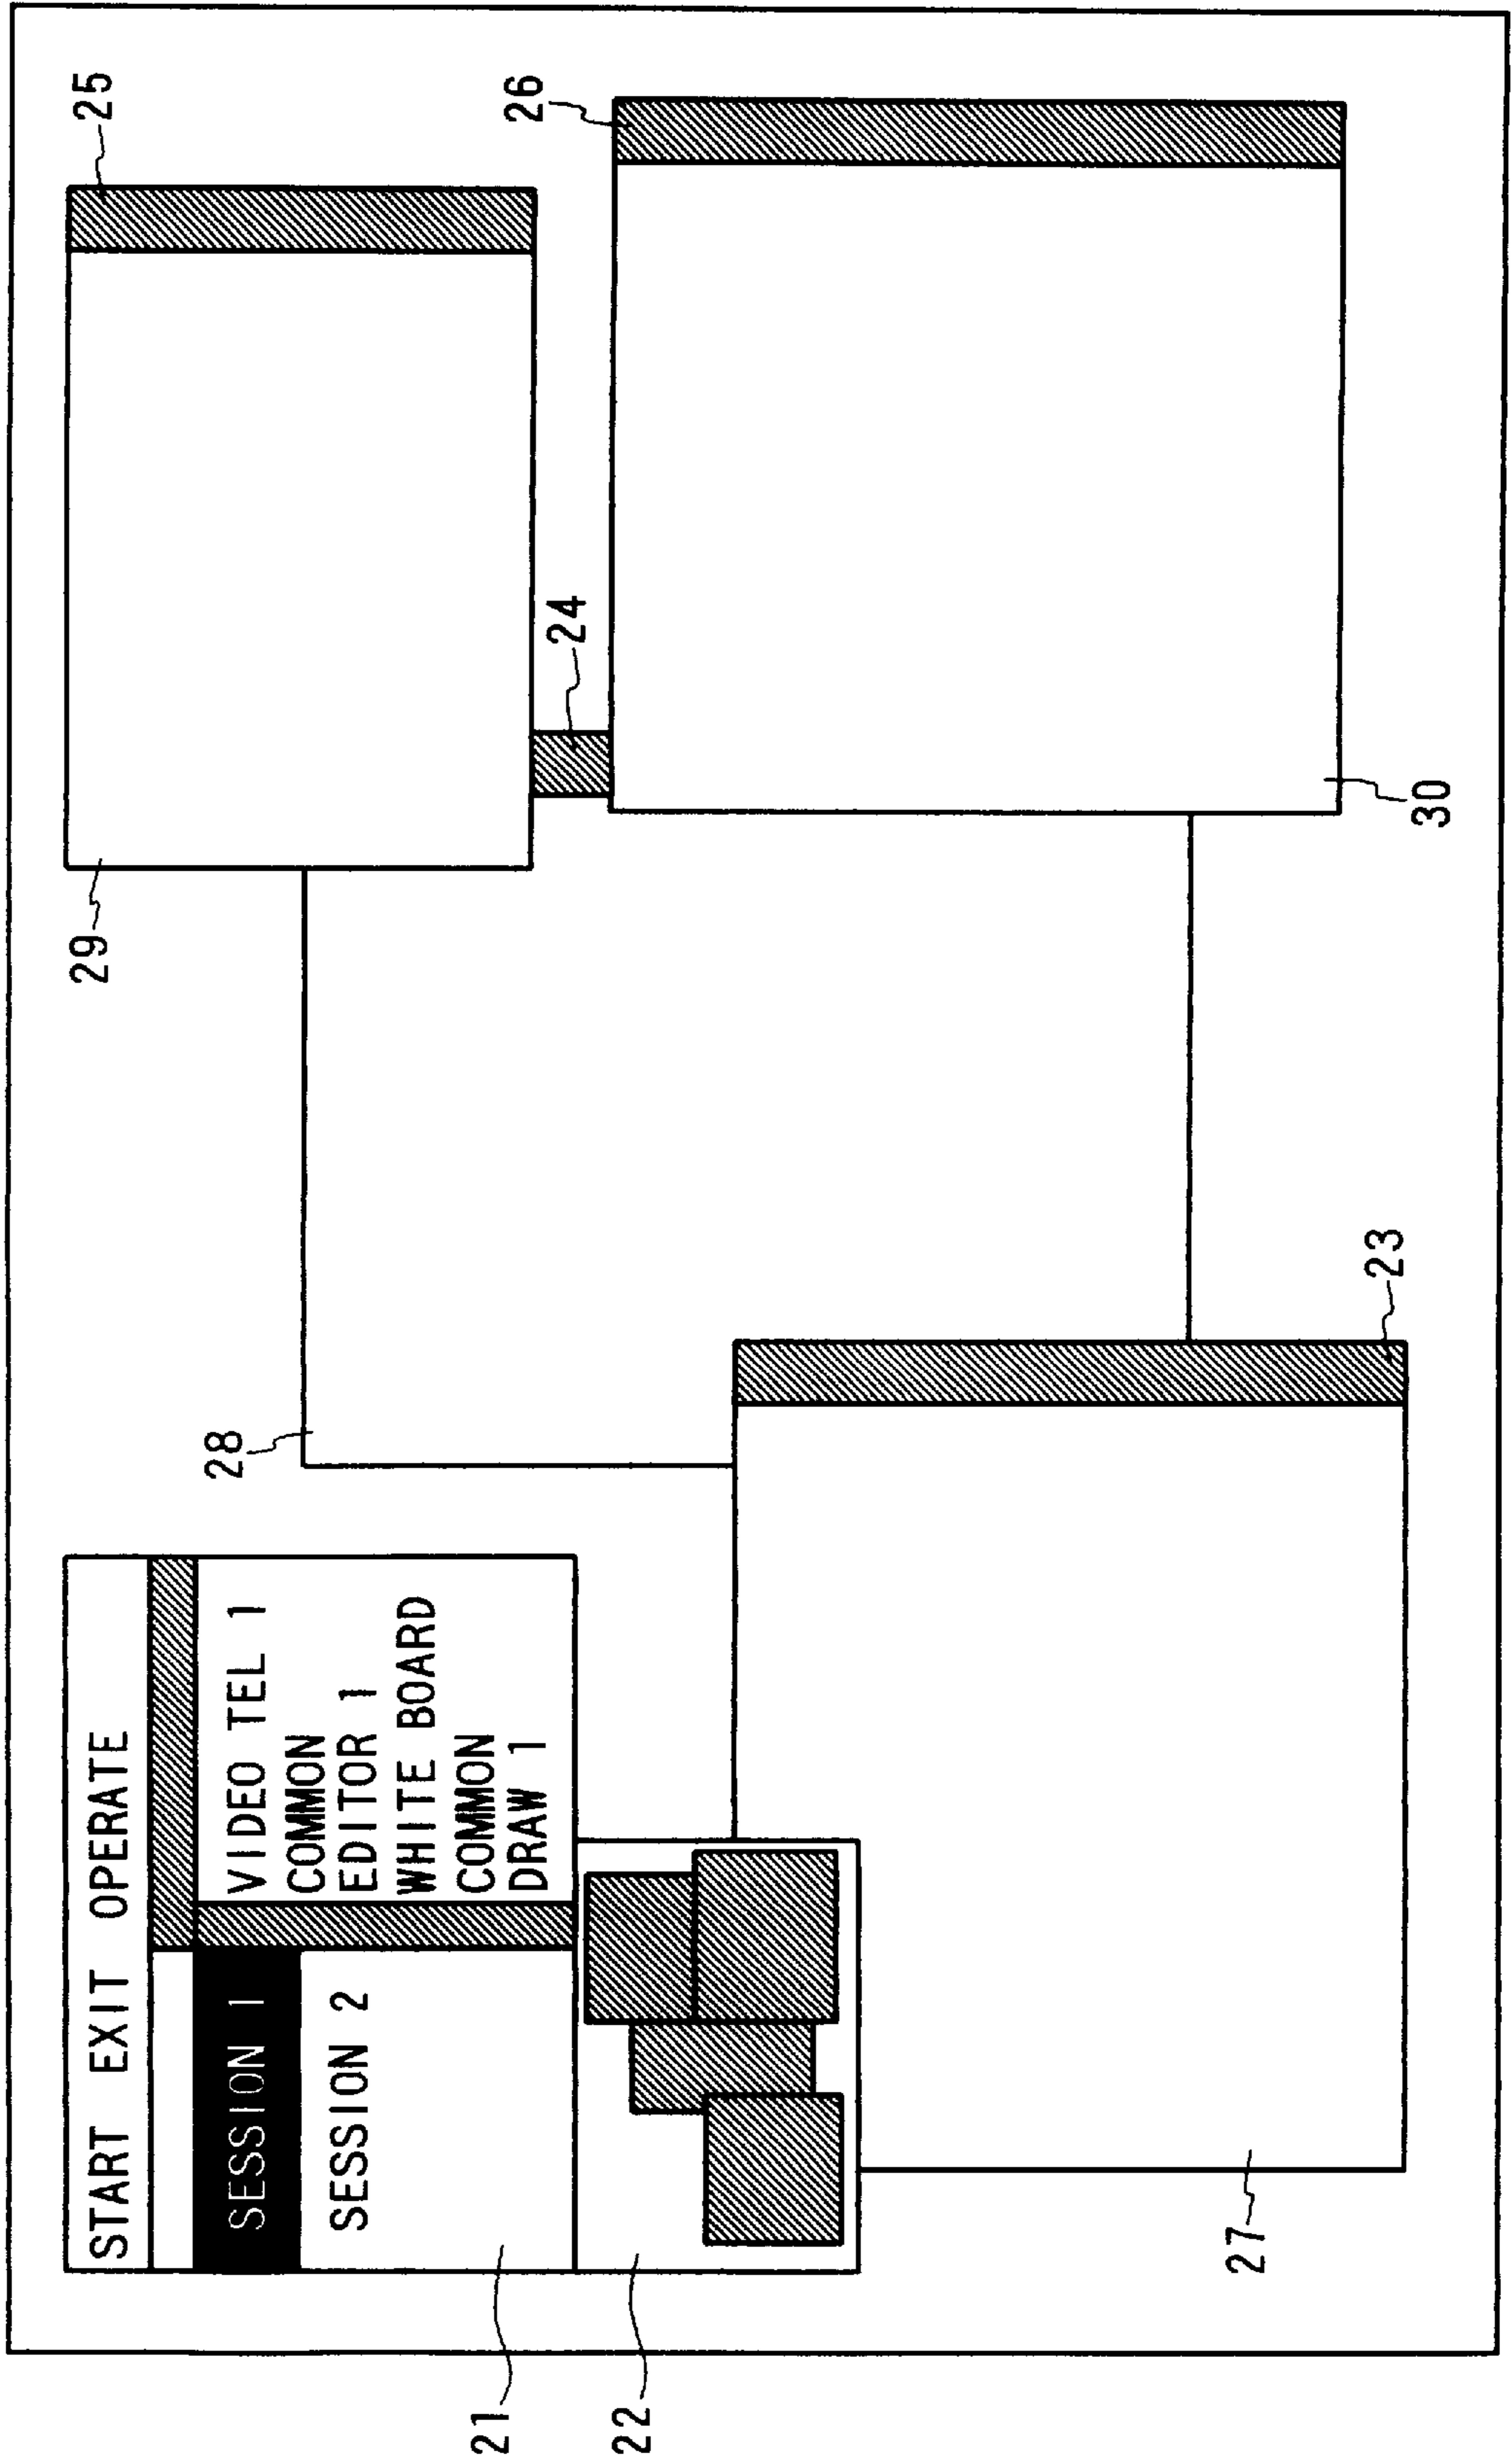 START EXIT OPERATE
SESSION 1
SESSION 2
VIDEO TEL 1
COMMON
EDITOR 1
WHITE BOARD
COMMON
DRAW 1
21
22
27
28
23
29
24
30
25
26